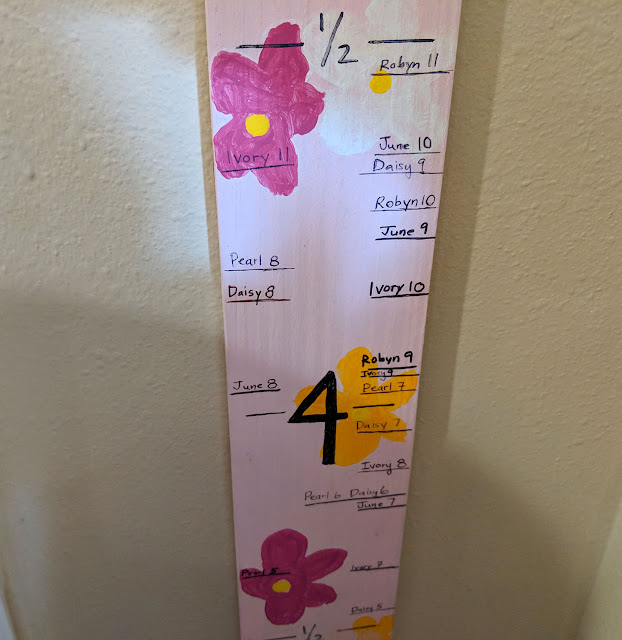 1/2
Robyn 11
June 10
Ivory 11
Daisy 9
Robyn 10
June 9
Pearl 8
Daisy 8
Ivory 10
Robyn 9
Ivory 9
June 8
Pearl 7
4
Daisy 7
Ivory 8
Pearl 6 Daisy 6
June 7
Pearl 5
Ivory 7
Daisy 5
1/2